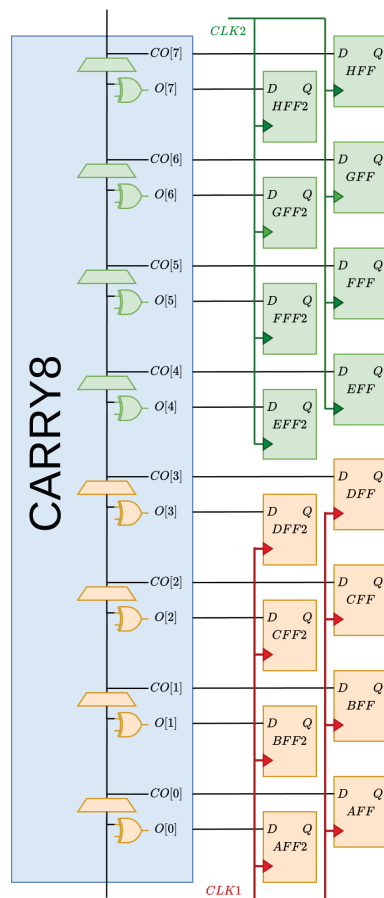 CLK2
CO[7] D Q
HFF
O[7] D Q
HFF2
CO[6] D Q
GFF
O[6] D Q
GFF2
CO[5] D Q
FFF
O[5] D Q
FFF2
CO[4] D Q
EFF
O[4] D Q
EFF2
CARRY8
CO[3] D Q
DFF
O[3] D Q
DFF2
CO[2] D Q
CFF
O[2] D Q
CFF2
CO[1] D Q
BFF
O[1] D Q
BFF2
CO[0] D Q
AFF
O[0] D Q
AFF2
CLK1